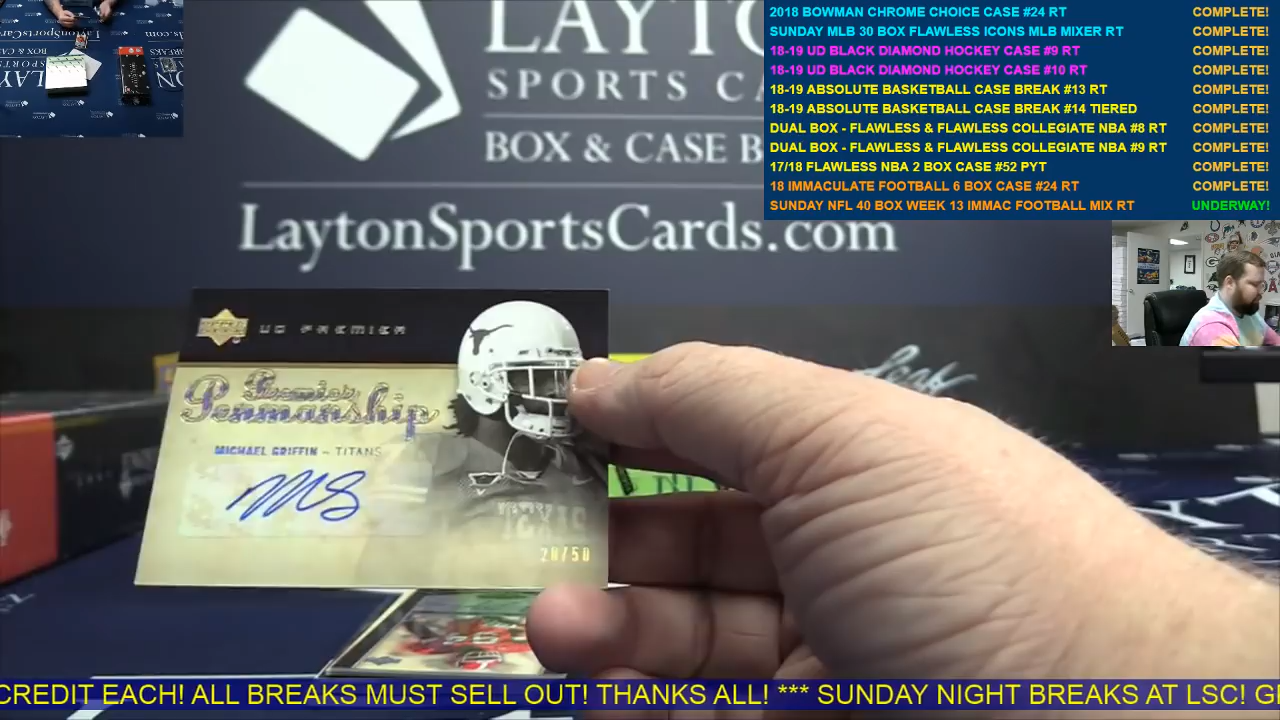 2018 BOWMAN CHROME CHOICE CASE #24 RT COMPLETE!
SUNDAY MLB 30 BOX FLAWLESS ICONS MLB MIXER RT COMPLETE!
18-19 UD BLACK DIAMOND HOCKEY CASE #9 RT COMPLETE!
18-19 UD BLACK DIAMOND HOCKEY CASE #10 RT COMPLETE!
18-19 ABSOLUTE BASKETBALL CASE BREAK #13 RT COMPLETE!
18-19 ABSOLUTE BASKETBALL CASE BREAK #14 TIERED COMPLETE!
DUAL BOX - FLAWLESS & FLAWLESS COLLEGIATE NBA #8 RT COMPLETE!
DUAL BOX - FLAWLESS & FLAWLESS COLLEGIATE NBA #9 RT COMPLETE!
17/18 FLAWLESS NBA 2 BOX CASE #52 PYT COMPLETE!
18 IMMACULATE FOOTBALL 6 BOX CASE #24 RT COMPLETE!
SUNDAY NFL 40 BOX WEEK 13 IMMAC FOOTBALL MIX RT UNDERWAY!
LAYTO
SPORTS CA
BOX & CASE B
LaytonSportsCards.com
UD PREMIER
Premier
Penmanship
MICHAEL GRIFFIN – TITANS
TEXAS
28/50
CREDIT EACH! ALL BREAKS MUST SELL OUT! THANKS ALL! *** SUNDAY NIGHT BREAKS AT LSC! G